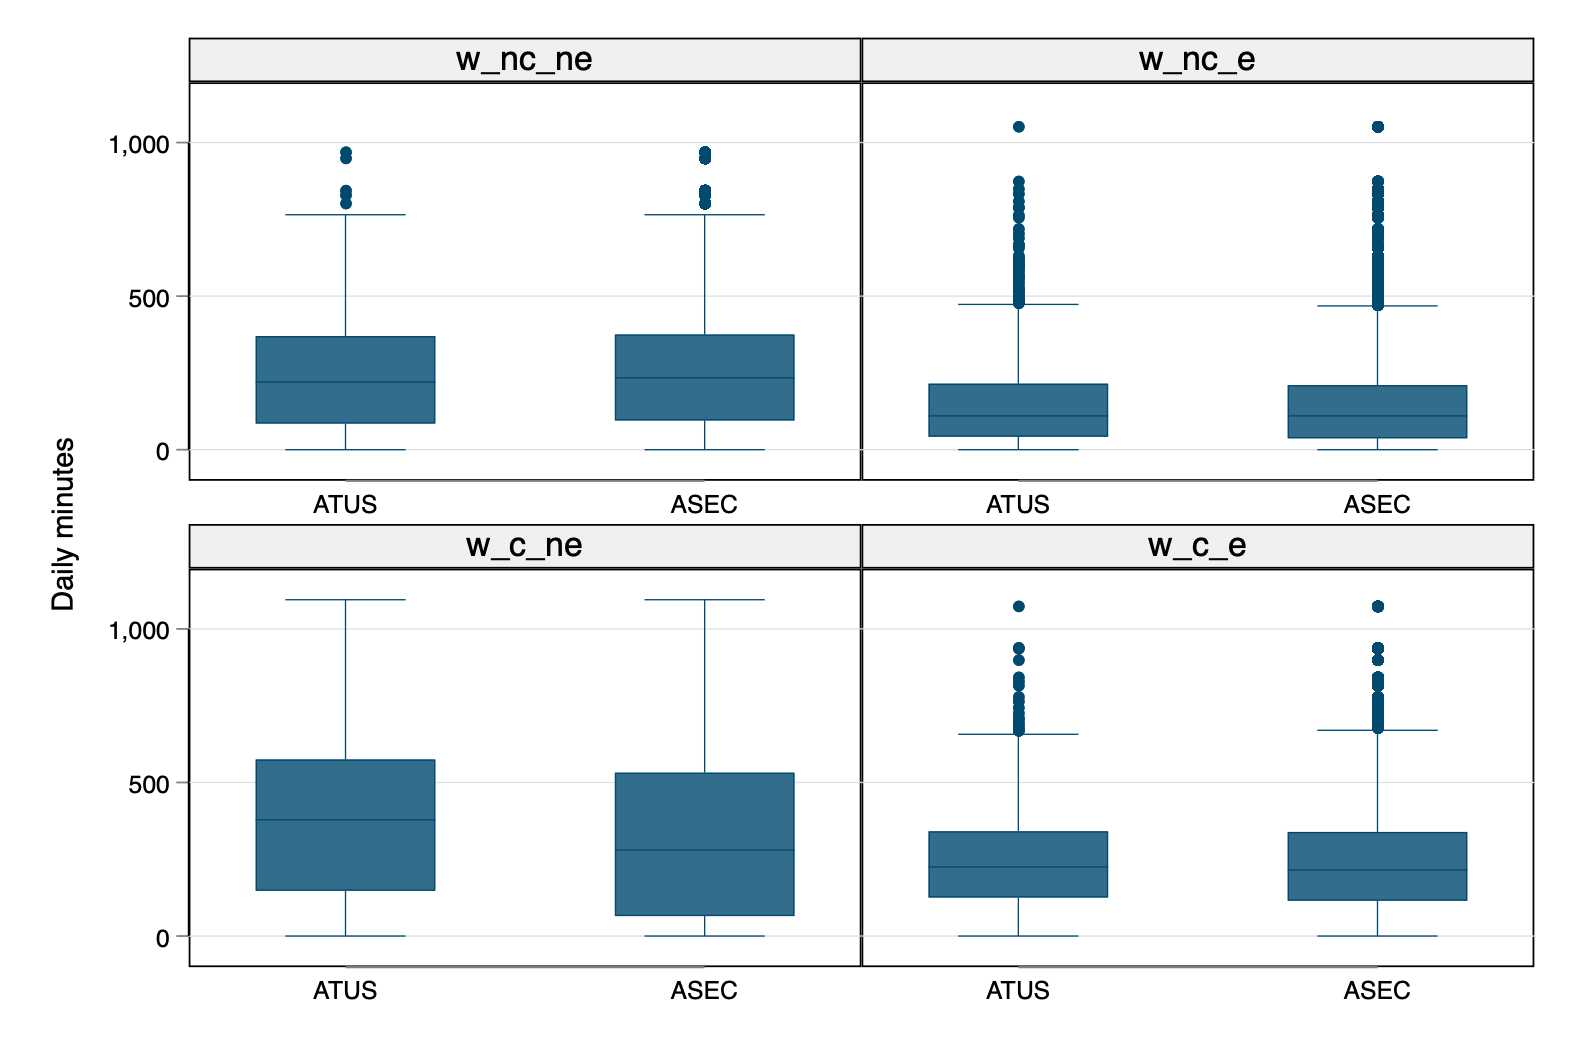 w_nc_ne
w_nc_e
1,000
500
0
ATUS
ASEC
ATUS
ASEC
Daily minutes
w_c_ne
w_c_e
1,000
500
0
ATUS
ASEC
ATUS
ASEC